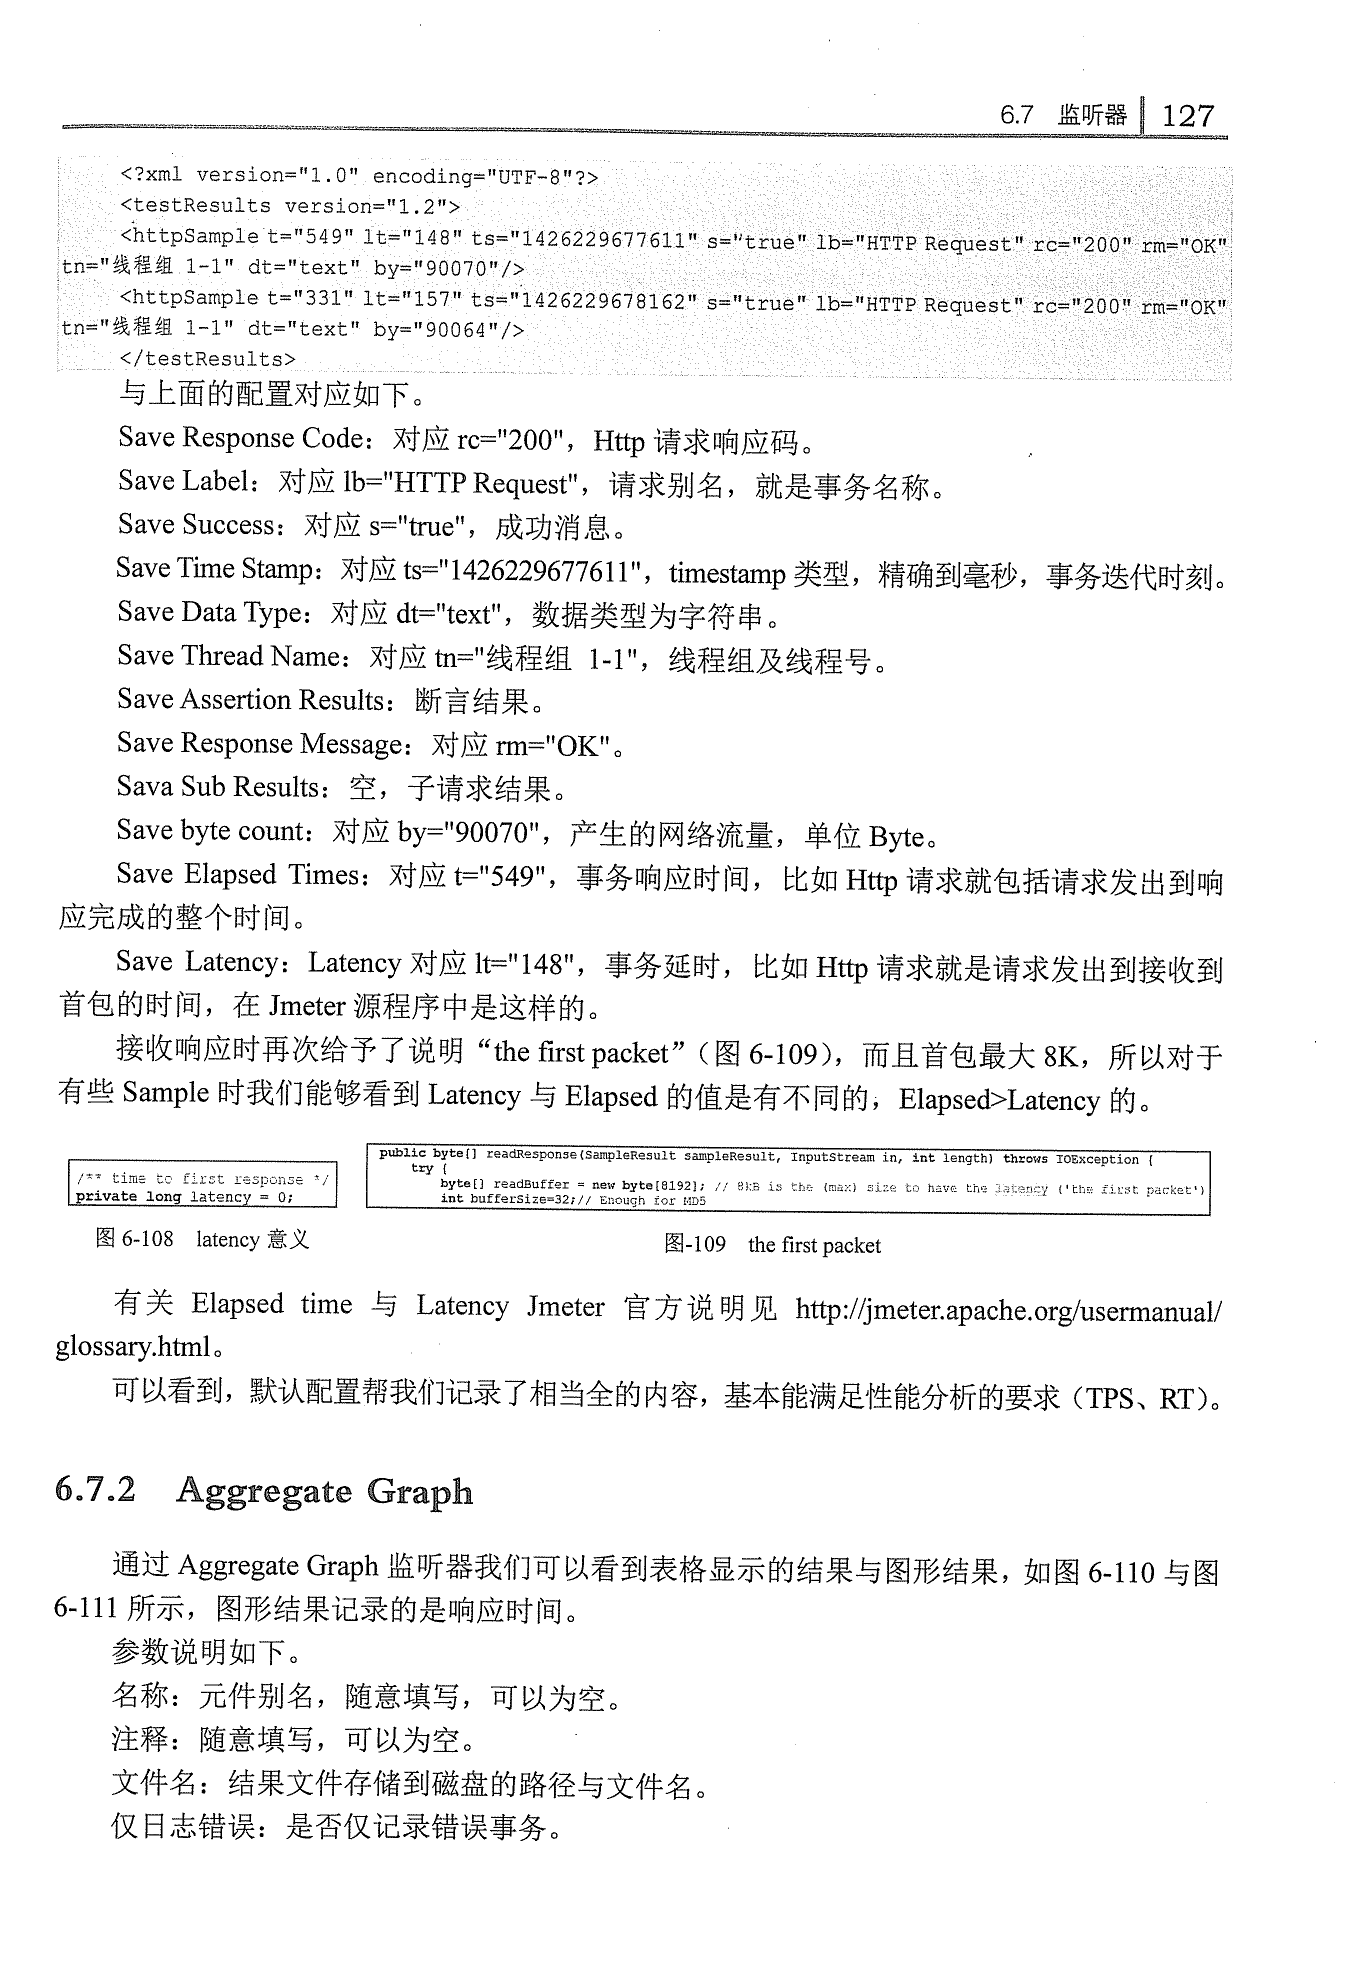 6.7 监听器 127
<?xml version="1.0" encoding="UTF-8"?>
<testResults version="1.2">
<httpSample t="549" lt="148" ts="1426229677611" s="true" lb="HTTP Request" rc="200" rm="OK"
tn="线程组 1-1" dt="text" by="90070"/>
<httpSample t="331" lt="157" ts="1426229678162" s="true" lb="HTTP Request" rc="200" rm="OK"
tn="线程组 1-1" dt="text" by="90064"/>
</testResults>
与上面的配置对应如下。
Save Response Code：对应 rc="200"，Http 请求响应码。
Save Label：对应 lb="HTTP Request"，请求别名，就是事务名称。
Save Success：对应 s="true"，成功消息。
Save Time Stamp：对应 ts="1426229677611"，timestamp 类型，精确到毫秒，事务迭代时刻。
Save Data Type：对应 dt="text"，数据类型为字符串。
Save Thread Name：对应 tn="线程组 1-1"，线程组及线程号。
Save Assertion Results：断言结果。
Save Response Message：对应 rm="OK"。
Sava Sub Results：空，子请求结果。
Save byte count：对应 by="90070"，产生的网络流量，单位 Byte。
Save Elapsed Times：对应 t="549"，事务响应时间，比如 Http 请求就包括请求发出到响
应完成的整个时间。
Save Latency：Latency 对应 lt="148"，事务延时，比如 Http 请求就是请求发出到接收到
首包的时间，在 Jmeter 源程序中是这样的。
接收响应时再次给予了说明“the first packet”（图 6-109），而且首包最大 8K，所以对于
有些 Sample 时我们能够看到 Latency 与 Elapsed 的值是有不同的，Elapsed>Latency 的。
/** time to first response */
private long latency = 0;
图 6-108 latency 意义
public byte[] readResponse(SampleResult sampleResult, InputStream in, int length) throws IOException {
try {
byte[] readBuffer = new byte[8192]; // 8kB is the (max) size to have the latency ('the first packet')
int bufferSize=32;// Enough for MD5
图-109 the first packet
有关 Elapsed time 与 Latency Jmeter 官方说明见 http://jmeter.apache.org/usermanual/
glossary.html。
可以看到，默认配置帮我们记录了相当全的内容，基本能满足性能分析的要求（TPS、RT）。
6.7.2 Aggregate Graph
通过 Aggregate Graph 监听器我们可以看到表格显示的结果与图形结果，如图 6-110 与图
6-111 所示，图形结果记录的是响应时间。
参数说明如下。
名称：元件别名，随意填写，可以为空。
注释：随意填写，可以为空。
文件名：结果文件存储到磁盘的路径与文件名。
仅日志错误：是否仅记录错误事务。